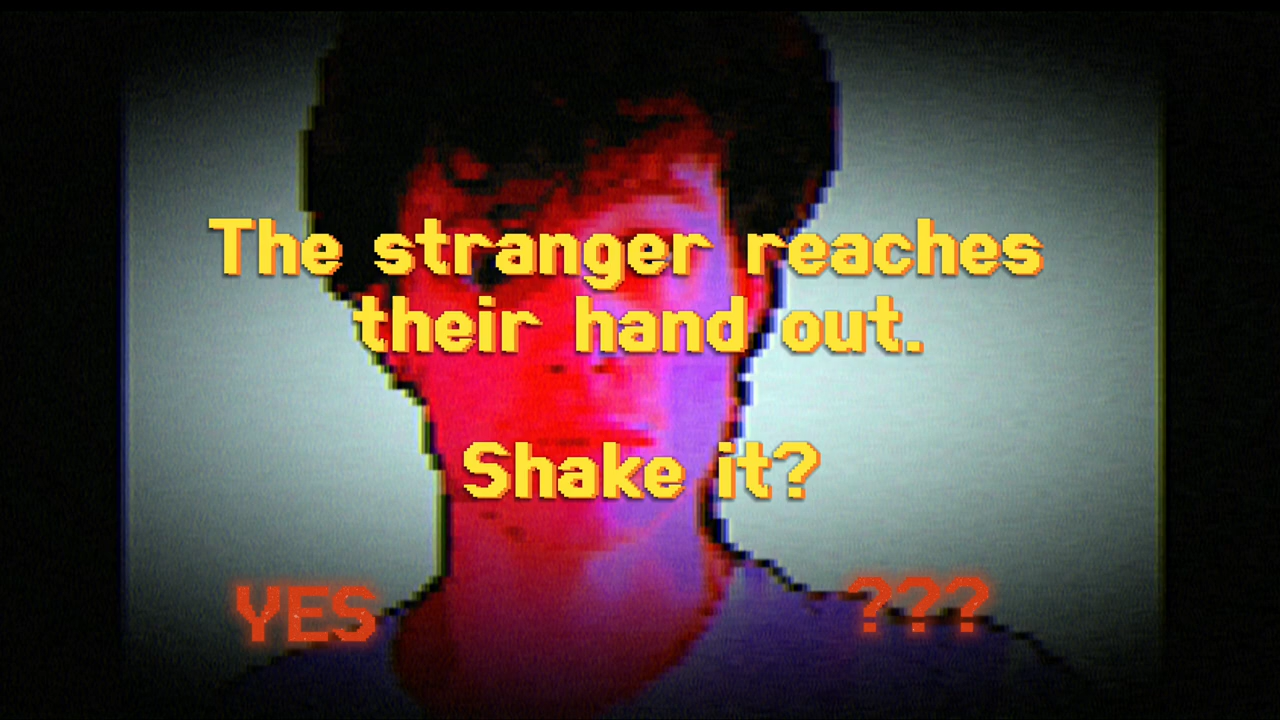 The stranger reaches
their hand out.
Shake it?
YES
???